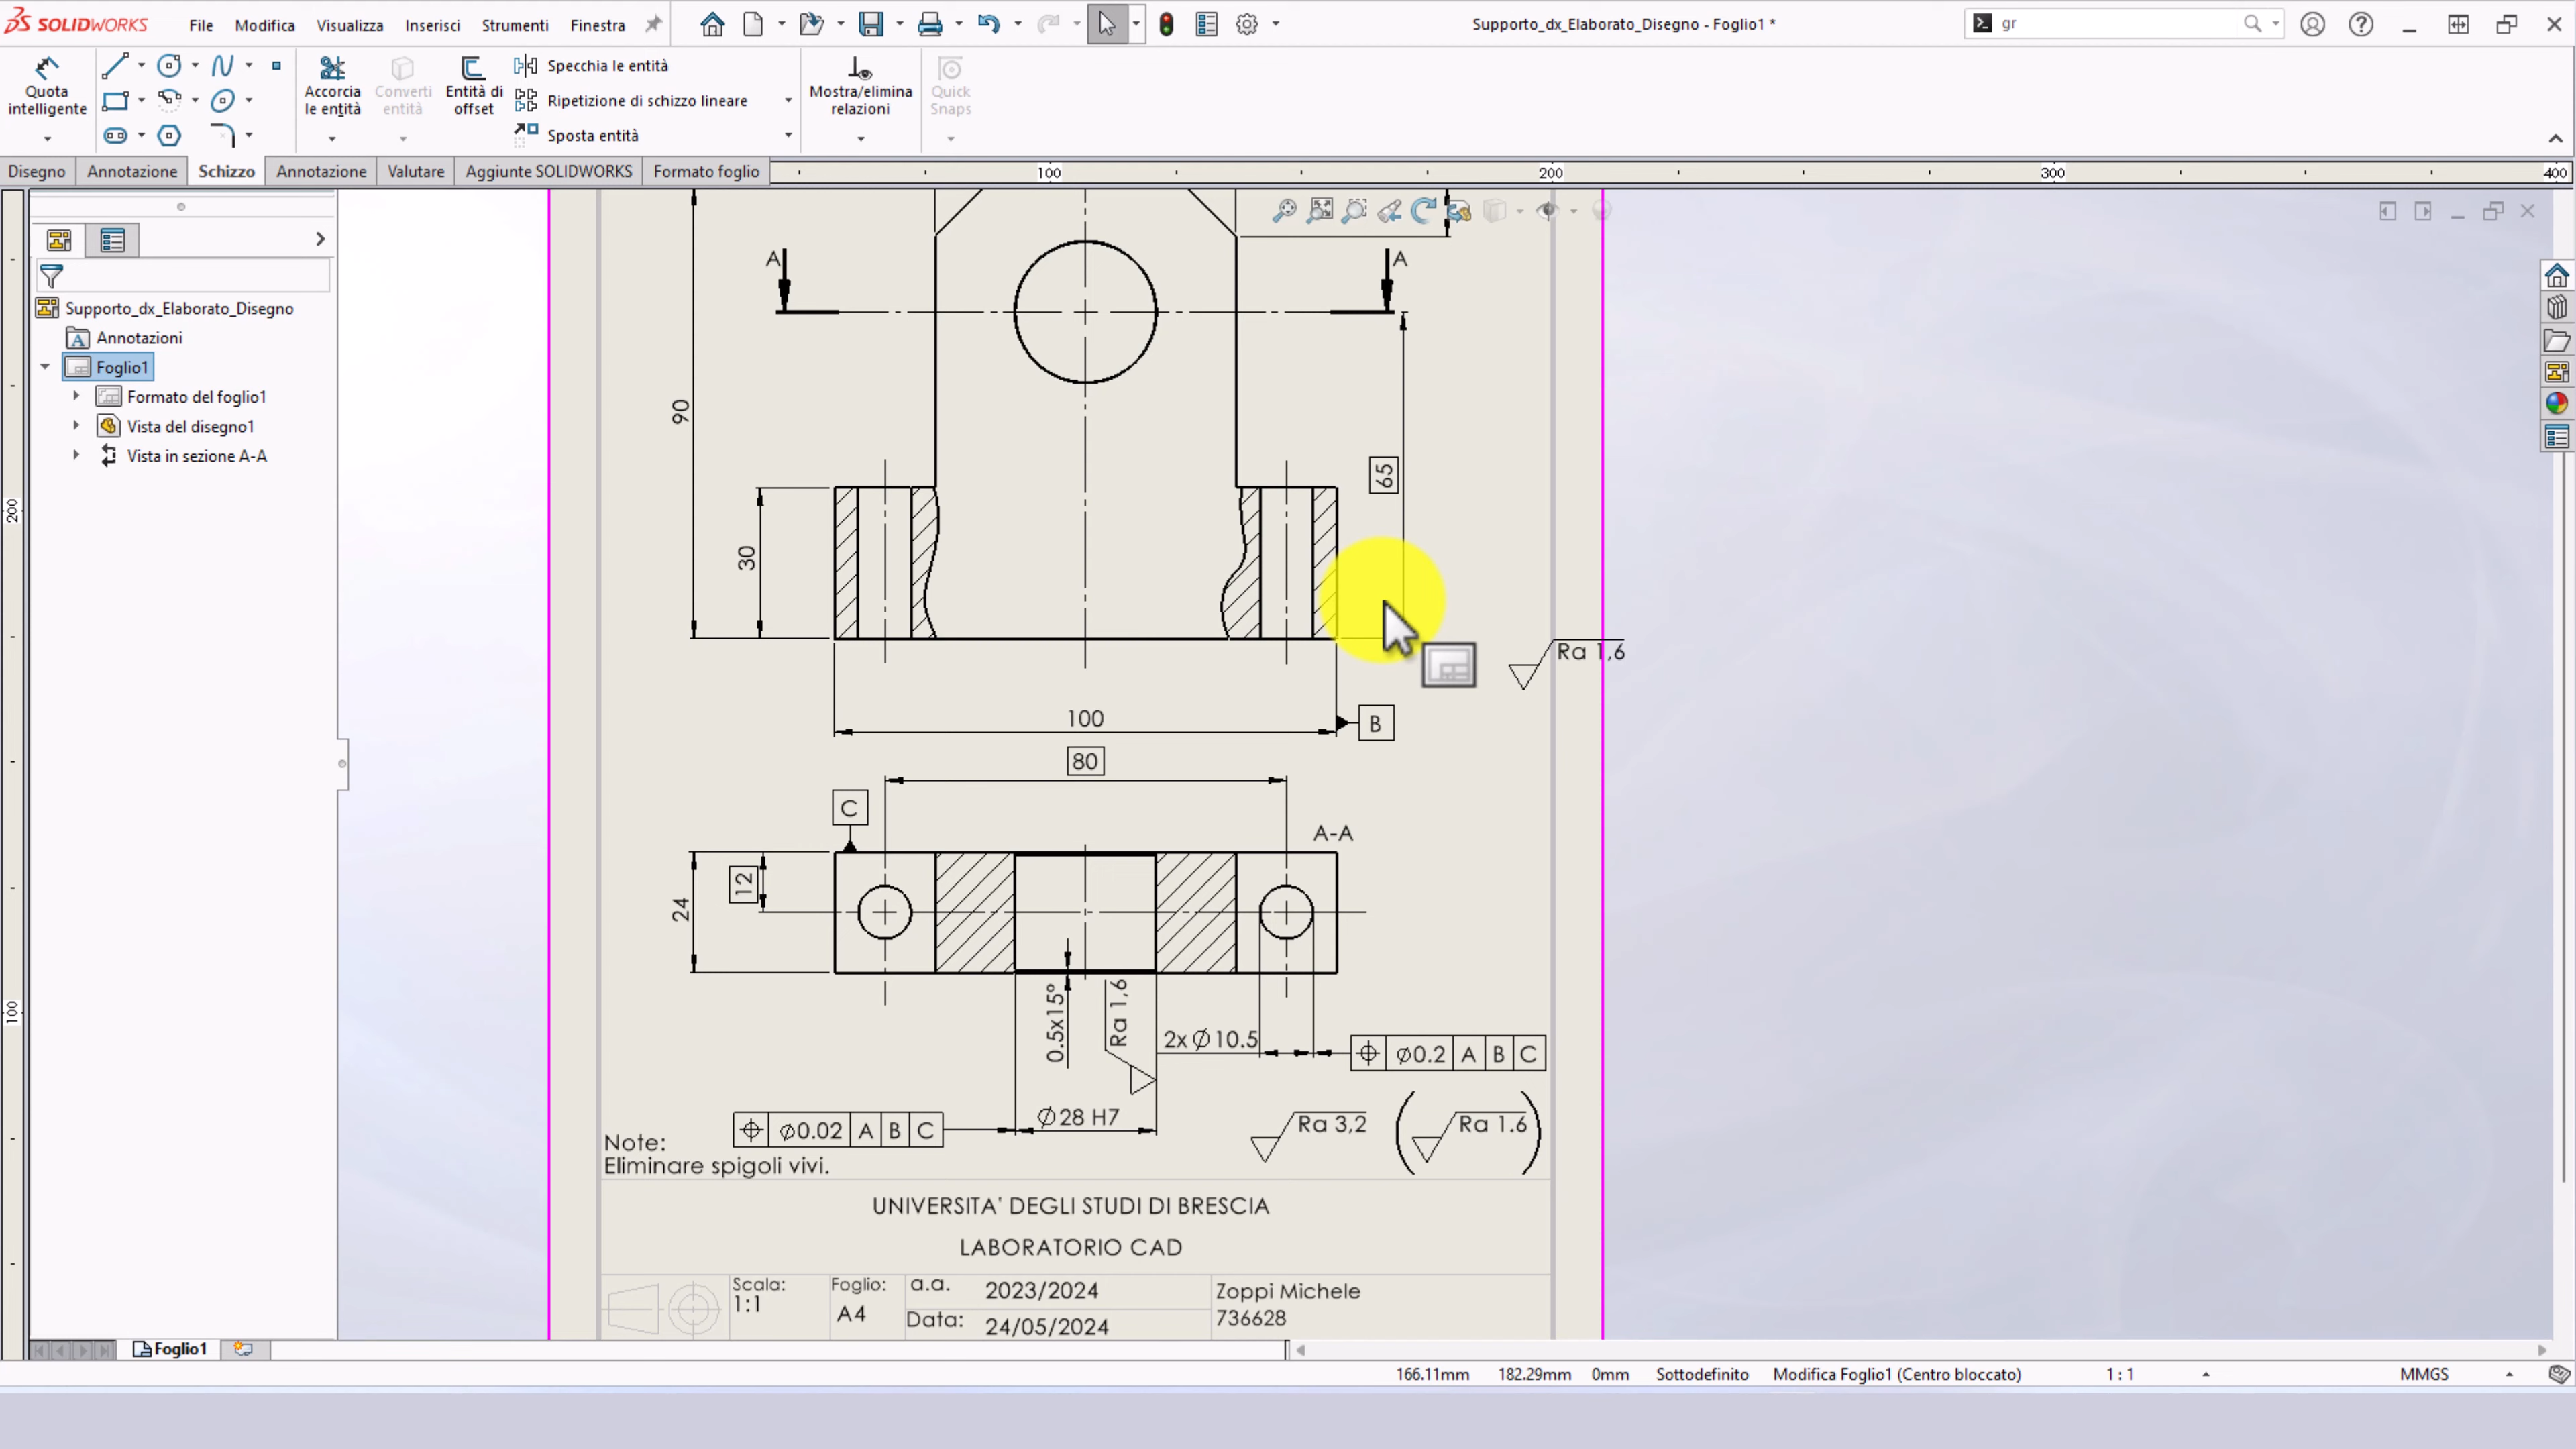 SOLIDWORKS
File
Modifica
Visualizza
Inserisci
Strumenti
Finestra
Supporto_dx_Elaborato_Disegno - Foglio1 *
gr
Quota intelligente
Accorcia le entità
Converti entità
Entità di offset
Specchia le entità
Ripetizione di schizzo lineare
Sposta entità
Mostra/elimina relazioni
Quick Snaps
Disegno
Annotazione
Schizzo
Annotazione
Valutare
Aggiunte SOLIDWORKS
Formato foglio
100
200
300
400
200
100
Supporto_dx_Elaborato_Disegno
Annotazioni
Foglio1
Formato del foglio1
Vista del disegno1
Vista in sezione A-A
A
A
90
65
30
Ra 1,6
100
B
80
C
A-A
12
24
0.5x15°
Ra 1,6
2x ∅10.5
⌖ ⌀0.2 A B C
⌖ ⌀0.02 A B C
∅28 H7
Ra 3,2
( Ra 1.6 )
Note:
Eliminare spigoli vivi.
UNIVERSITA' DEGLI STUDI DI BRESCIA
LABORATORIO CAD
Scala:
1:1
Foglio:
A4
a.a. 2023/2024
Data: 24/05/2024
Zoppi Michele
736628
Foglio1
166.11mm
182.29mm
0mm
Sottodefinito
Modifica Foglio1 (Centro bloccato)
1 : 1
MMGS